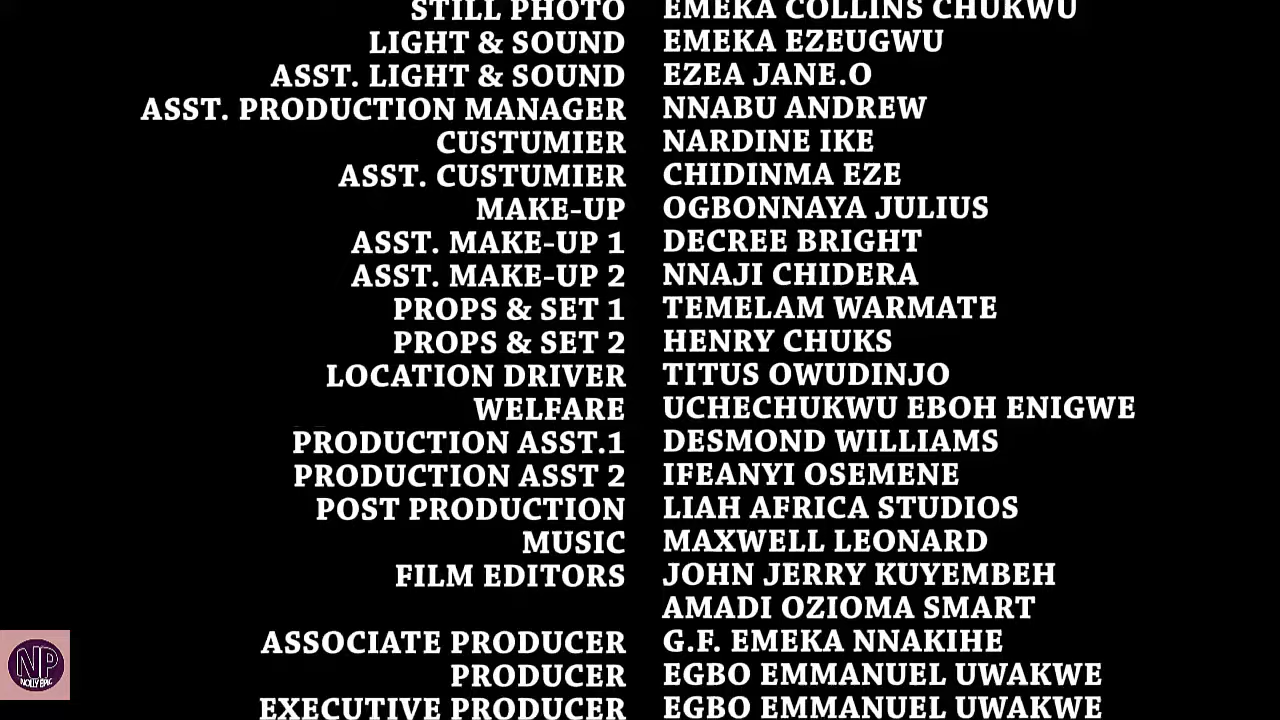 STILL PHOTO EMEKA COLLINS CHUKWU
LIGHT & SOUND EMEKA EZEUGWU
ASST. LIGHT & SOUND EZEA JANE.O
ASST. PRODUCTION MANAGER NNABU ANDREW
CUSTUMIER NARDINE IKE
ASST. CUSTUMIER CHIDINMA EZE
MAKE-UP OGBONNAYA JULIUS
ASST. MAKE-UP 1 DECREE BRIGHT
ASST. MAKE-UP 2 NNAJI CHIDERA
PROPS & SET 1 TEMELAM WARMATE
PROPS & SET 2 HENRY CHUKS
LOCATION DRIVER TITUS OWUDINJO
WELFARE UCHECHUKWU EBOH ENIGWE
PRODUCTION ASST.1 DESMOND WILLIAMS
PRODUCTION ASST 2 IFEANYI OSEMENE
POST PRODUCTION LIAH AFRICA STUDIOS
MUSIC MAXWELL LEONARD
FILM EDITORS JOHN JERRY KUYEMBEH
AMADI OZIOMA SMART
ASSOCIATE PRODUCER G.F. EMEKA NNAKIHE
PRODUCER EGBO EMMANUEL UWAKWE
EXECUTIVE PRODUCER EGBO EMMANUEL UWAKWE
NP
NOLLY EPIC